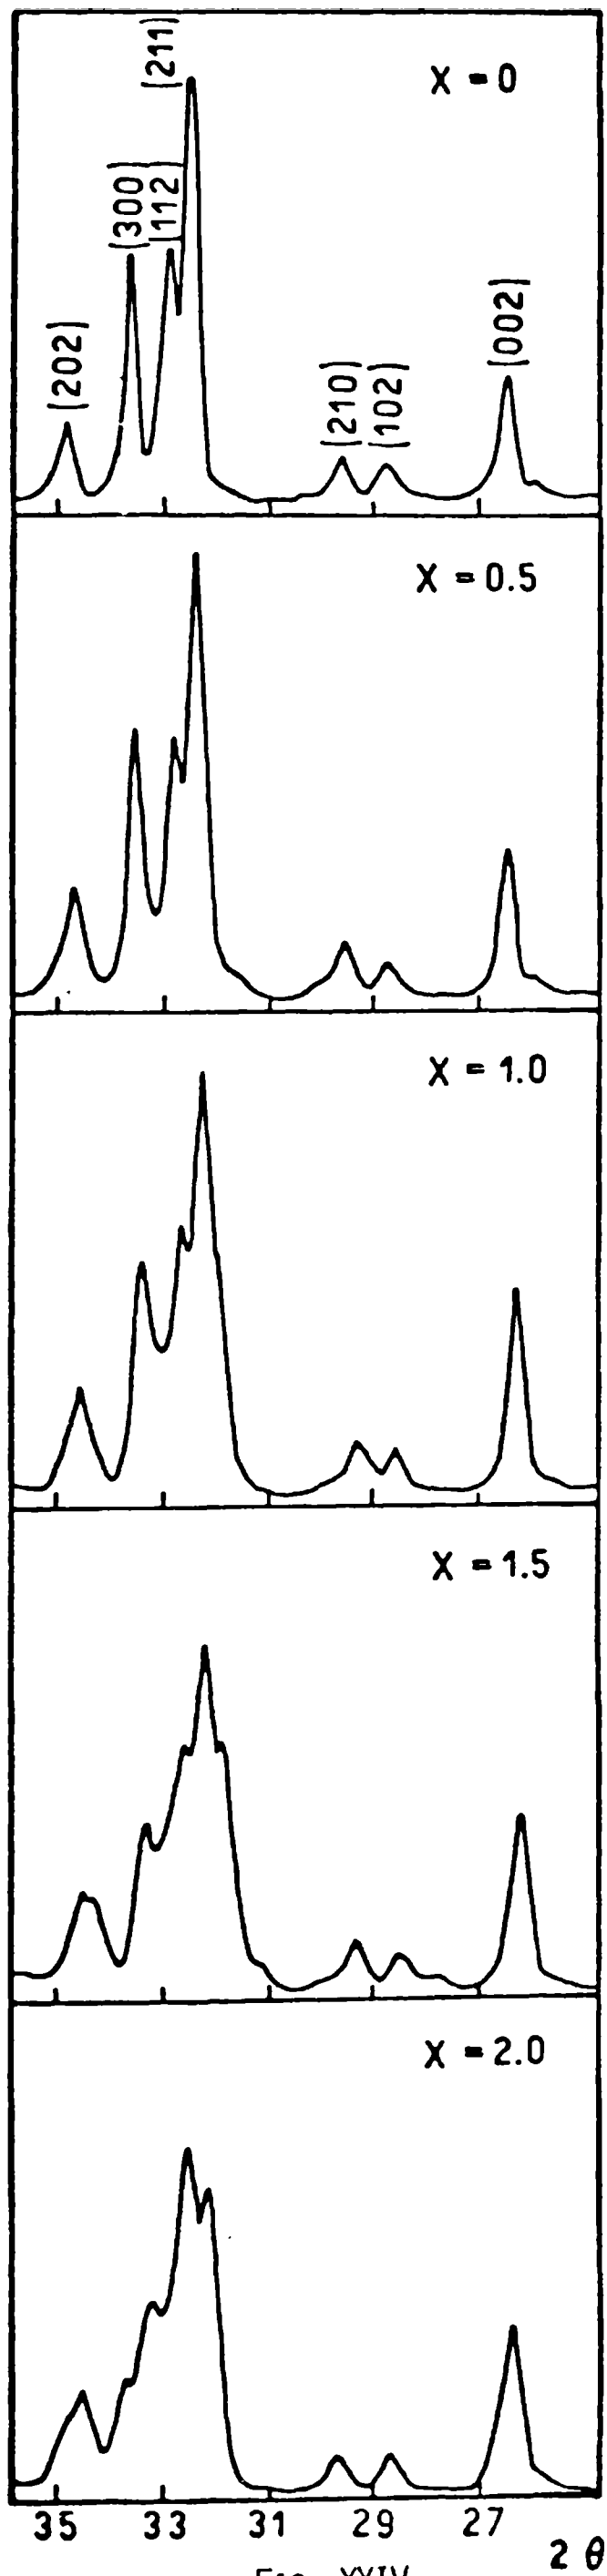 X = 0
(211)
(300)
(112)
(202)
(210)
(102)
(002)
X = 0.5
X = 1.0
X = 1.5
X = 2.0
35 33 31 29 27
2 θ